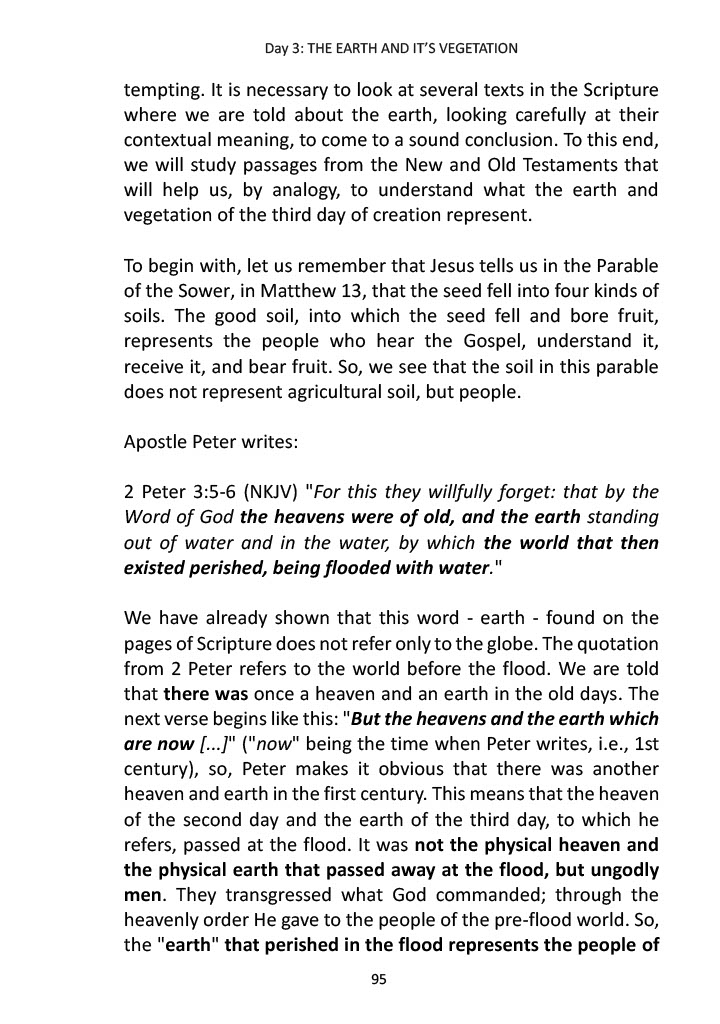 Day 3: THE EARTH AND IT’S VEGETATION
tempting. It is necessary to look at several texts in the Scripture
where we are told about the earth, looking carefully at their
contextual meaning, to come to a sound conclusion. To this end,
we will study passages from the New and Old Testaments that
will help us, by analogy, to understand what the earth and
vegetation of the third day of creation represent.
To begin with, let us remember that Jesus tells us in the Parable
of the Sower, in Matthew 13, that the seed fell into four kinds of
soils. The good soil, into which the seed fell and bore fruit,
represents the people who hear the Gospel, understand it,
receive it, and bear fruit. So, we see that the soil in this parable
does not represent agricultural soil, but people.
Apostle Peter writes:
2 Peter 3:5-6 (NKJV) "For this they willfully forget: that by the
Word of God the heavens were of old, and the earth standing
out of water and in the water, by which the world that then
existed perished, being flooded with water."
We have already shown that this word - earth - found on the
pages of Scripture does not refer only to the globe. The quotation
from 2 Peter refers to the world before the flood. We are told
that there was once a heaven and an earth in the old days. The
next verse begins like this: "But the heavens and the earth which
are now [...]" ("now" being the time when Peter writes, i.e., 1st
century), so, Peter makes it obvious that there was another
heaven and earth in the first century. This means that the heaven
of the second day and the earth of the third day, to which he
refers, passed at the flood. It was not the physical heaven and
the physical earth that passed away at the flood, but ungodly
men. They transgressed what God commanded; through the
heavenly order He gave to the people of the pre-flood world. So,
the "earth" that perished in the flood represents the people of
95